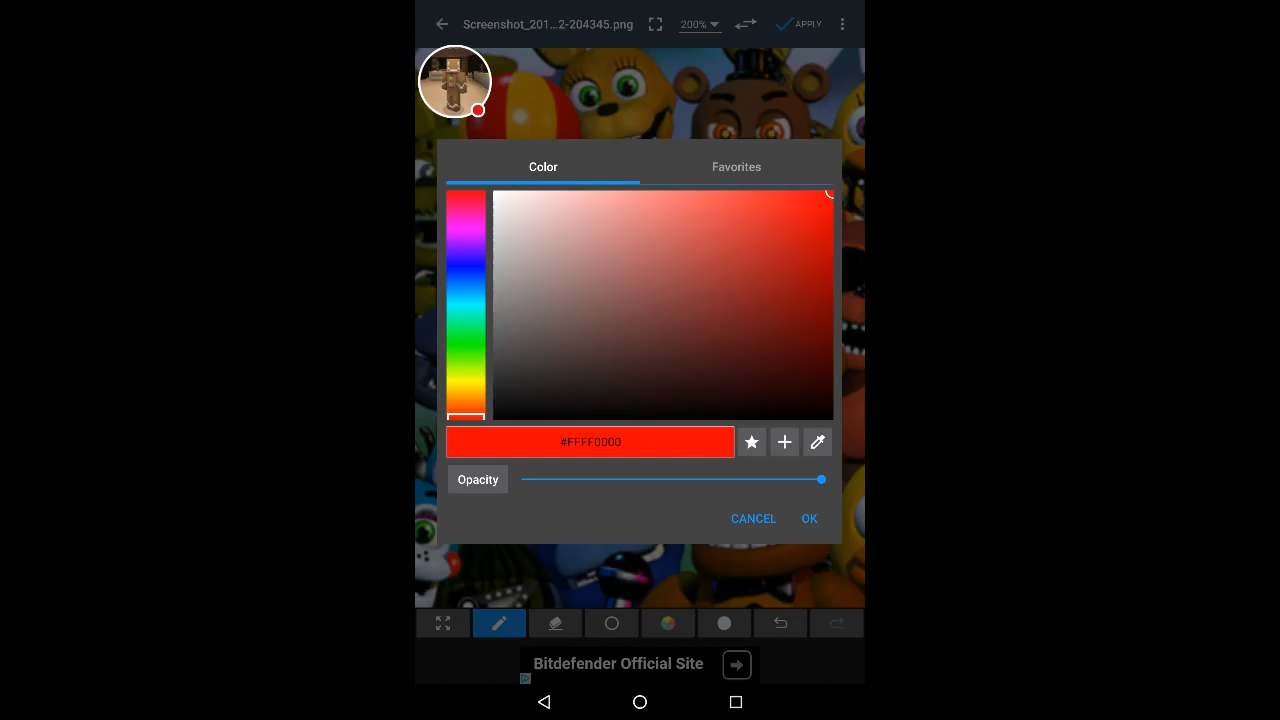 Screenshot_201...2-204345.png 200% APPLY
Color Favorites
#FFFF0000
Opacity
CANCEL OK
Bitdefender Official Site